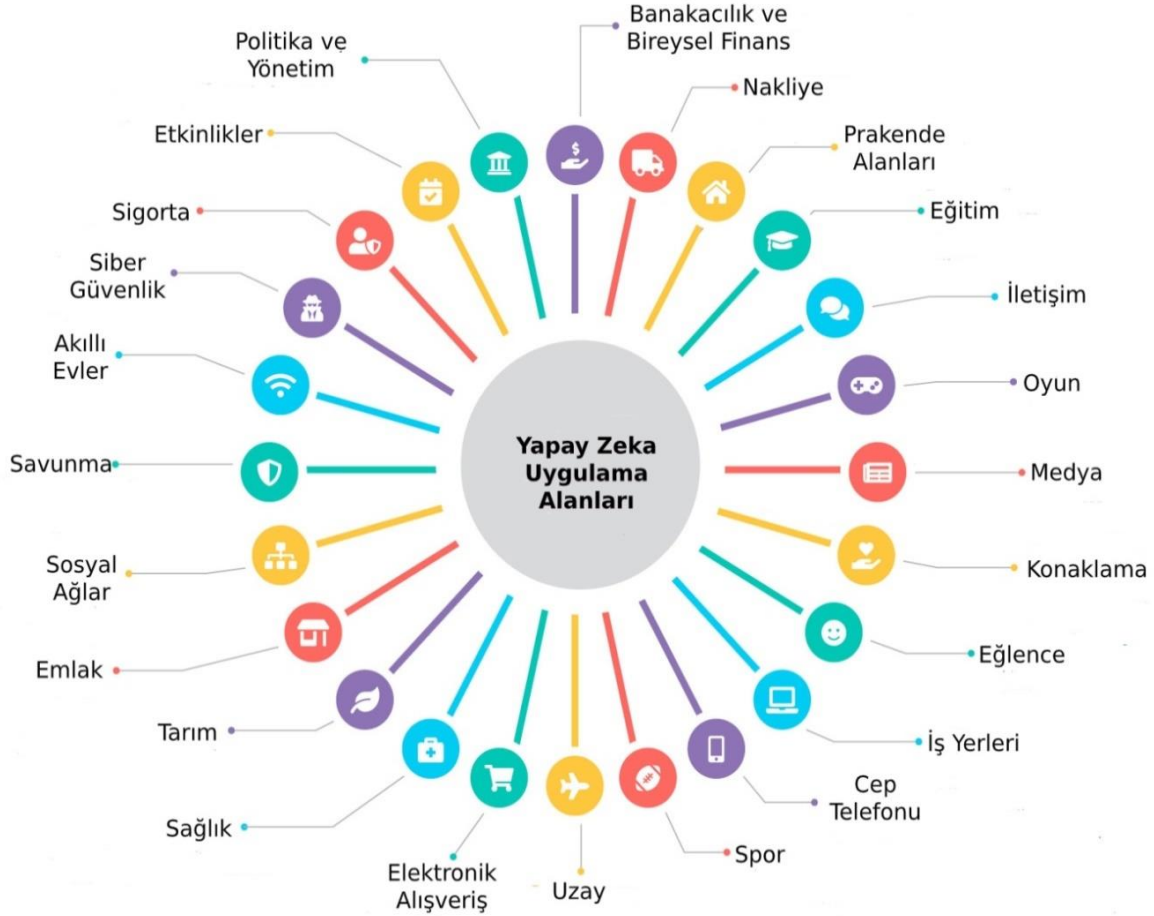 Banakacılık ve
Bireysel Finans
Nakliye
Prakende
Alanları
Eğitim
İletişim
Oyun
Medya
Konaklama
Eğlence
İş Yerleri
Cep
Telefonu
Spor
Uzay
Elektronik
Alışveriş
Sağlık
Tarım
Emlak
Sosyal
Ağlar
Savunma
Akıllı
Evler
Siber
Güvenlik
Sigorta
Etkinlikler
Politika ve
Yönetim
Yapay Zeka
Uygulama
Alanları
$